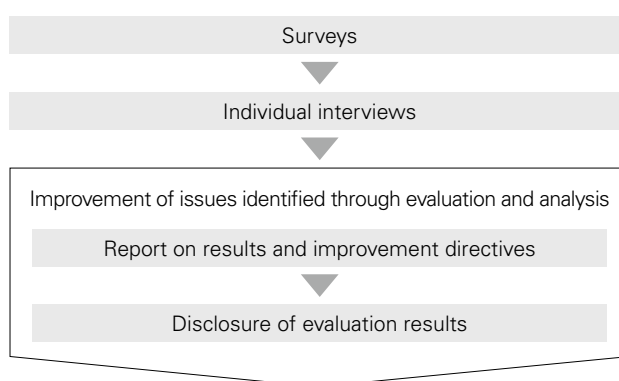 Surveys
Individual interviews
Improvement of issues identified through evaluation and analysis
Report on results and improvement directives
Disclosure of evaluation results